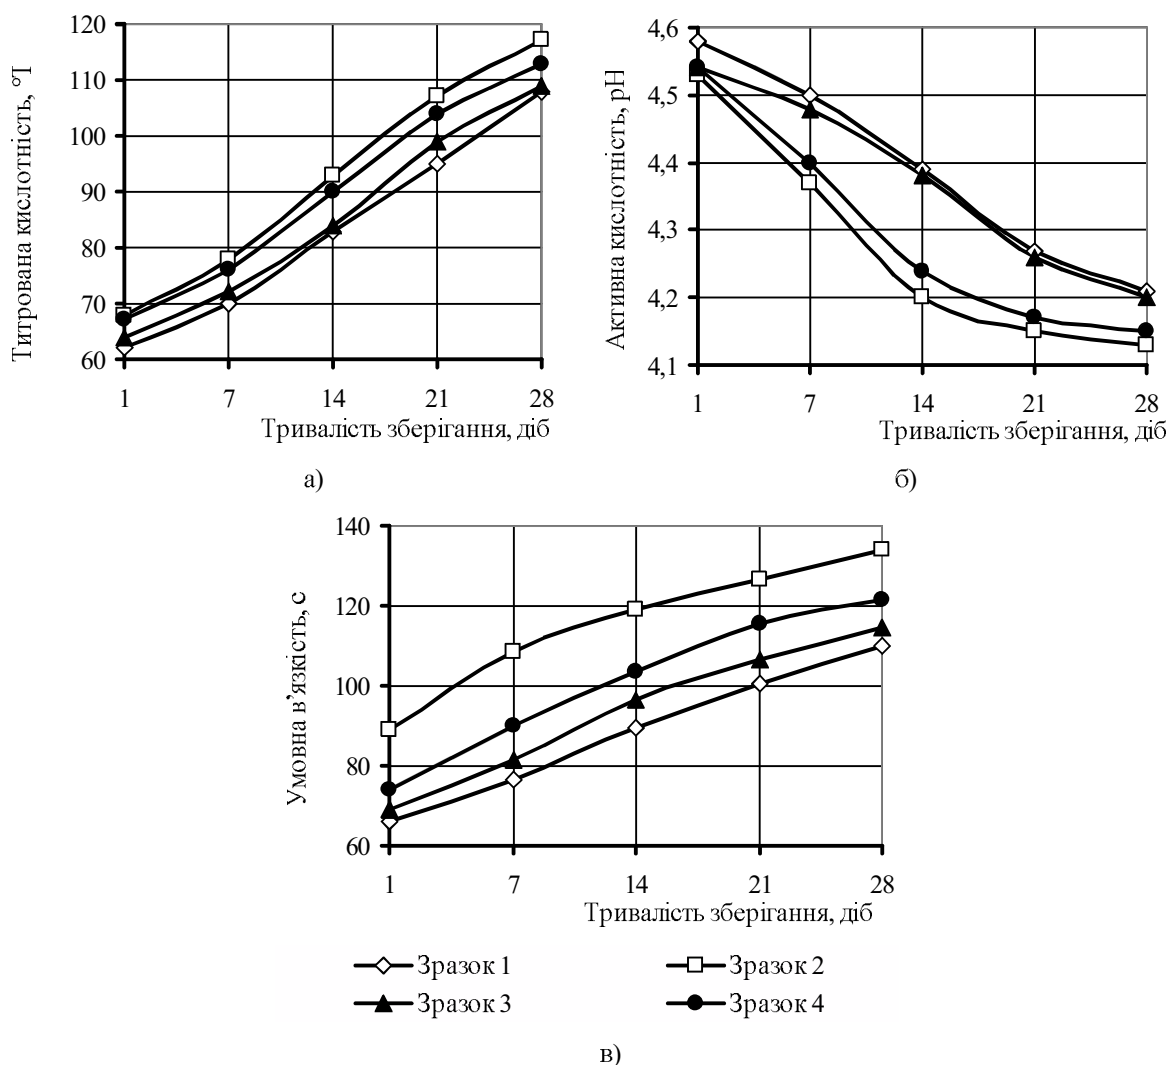 Титрована кислотність, °Т
120
110
100
90
80
70
60
1 7 14 21 28
Тривалість зберігання, діб
а)
Активна кислотність, рН
4,6
4,5
4,4
4,3
4,2
4,1
1 7 14 21 28
Тривалість зберігання, діб
б)
Умовна в’язкість, с
140
120
100
80
60
1 7 14 21 28
Тривалість зберігання, діб
Зразок 1 Зразок 2
Зразок 3 Зразок 4
в)